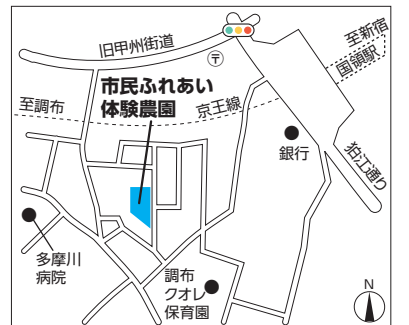 旧甲州街道
〒
至新宿
国領駅
市民ふれあい
体験農園
至調布
京王線
銀行
狛江通り
多摩川
病院
調布
クオレ
保育園
N